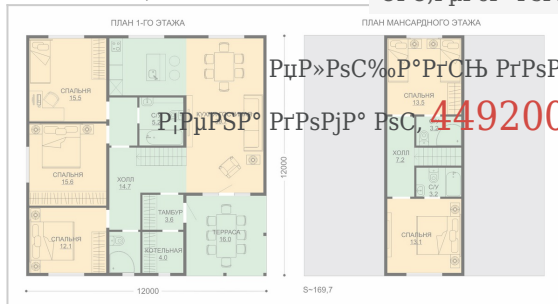 ПЛАН 1-ГО ЭТАЖА
ПЛАН МАНСАРДНОГО ЭТАЖА
СПАЛЬНЯ
15.5
СПАЛЬНЯ
15.6
СПАЛЬНЯ
12.1
ХОЛЛ
14.7
ТАМБУР
3.6
КОТЕЛЬНАЯ
4.0
ТЕРРАСА
16.0
12000
12000
СПАЛЬНЯ
13.5
ХОЛЛ
7.2
С/У
3.2
СПАЛЬНЯ
13.1
S~169,7
РµР»РѕС‰Р°РґСЊ РґРѕРј
Р¦РµРЅР° РґРѕРјР° РѕС‚ 449200